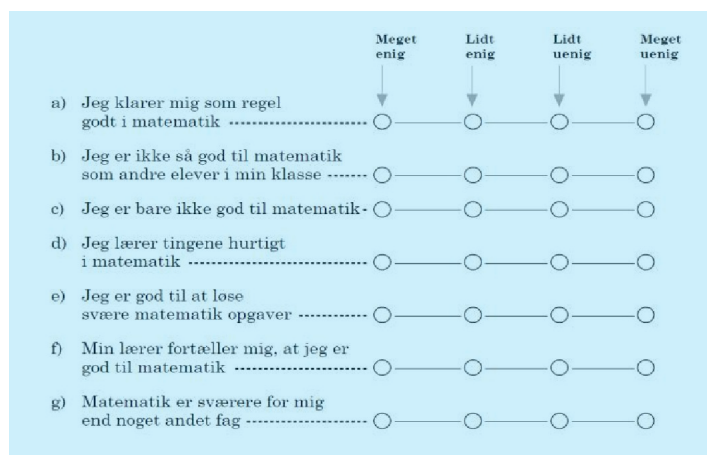 Meget enig
Lidt enig
Lidt uenig
Meget uenig
a) Jeg klarer mig som regel
godt i matematik
b) Jeg er ikke så god til matematik
som andre elever i min klasse
c) Jeg er bare ikke god til matematik
d) Jeg lærer tingene hurtigt
i matematik
e) Jeg er god til at løse
svære matematik opgaver
f) Min lærer fortæller mig, at jeg er
god til matematik
g) Matematik er sværere for mig
end noget andet fag